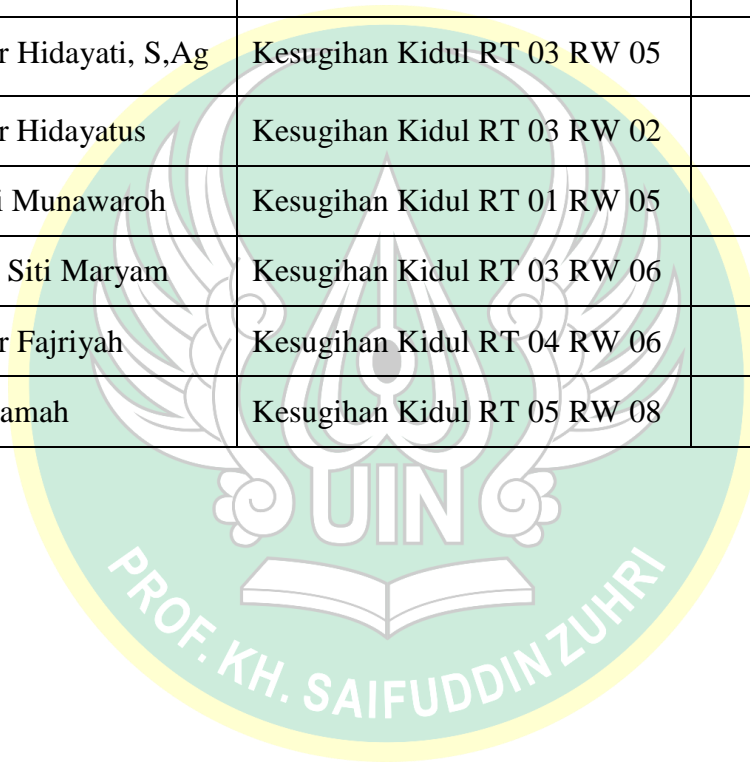 r Hidayati, S,Ag Kesugihan Kidul RT 03 RW 05
r Hidayatus Kesugihan Kidul RT 03 RW 02
i Munawaroh Kesugihan Kidul RT 01 RW 05
Siti Maryam Kesugihan Kidul RT 03 RW 06
r Fajriyah Kesugihan Kidul RT 04 RW 06
amah Kesugihan Kidul RT 05 RW 08
UIN
PROF. KH. SAIFUDDIN ZUHRI